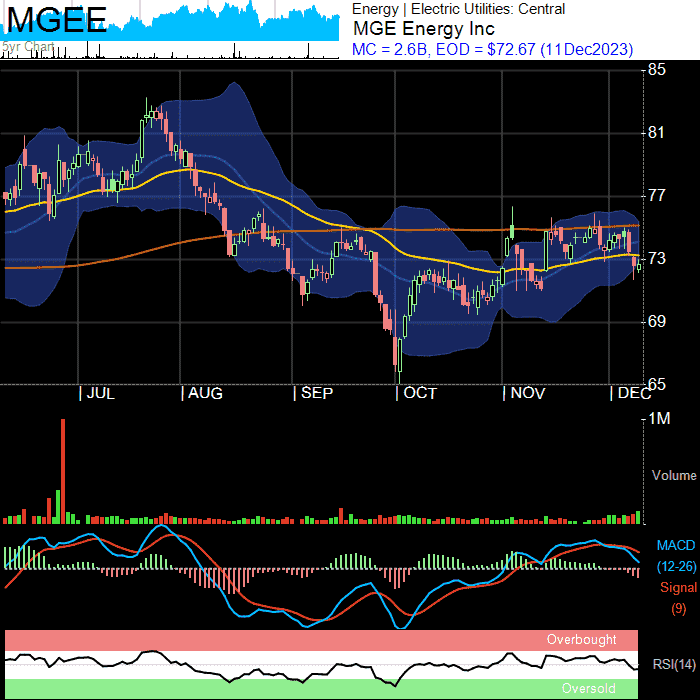 MGEE
5yr Chart
Energy | Electric Utilities: Central
MGE Energy Inc
MC = 2.6B, EOD = $72.67 (11Dec2023)
85
81
77
73
69
65
| JUL
| AUG
| SEP
| OCT
| NOV
| DEC
1M
Volume
MACD
(12-26)
Signal
(9)
Overbought
RSI(14)
Oversold